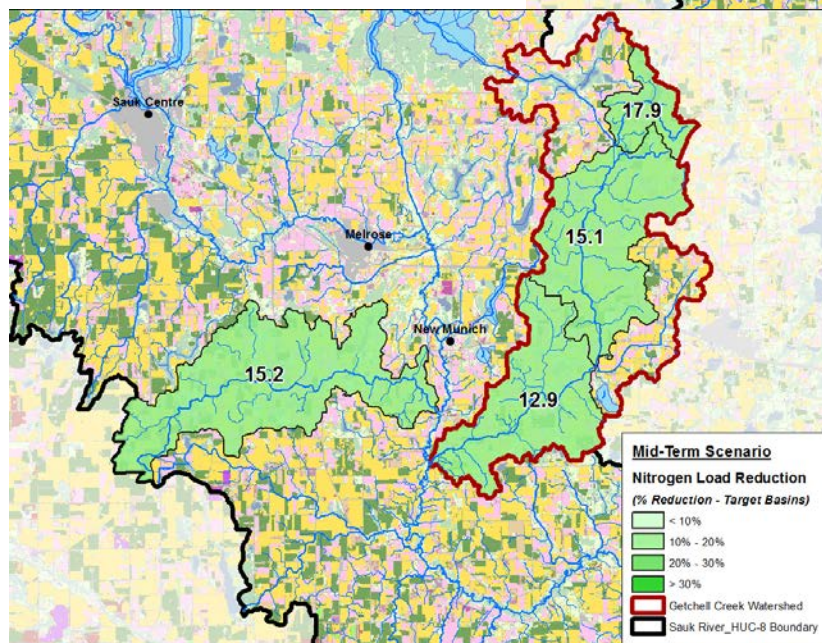 Sauk Centre
17.9
Melrose
15.1
New Munich
15.2
12.9
Mid-Term Scenario
Nitrogen Load Reduction
(% Reduction - Target Basins)
< 10%
10% - 20%
20% - 30%
> 30%
Getchell Creek Watershed
Sauk River_HUC-8 Boundary